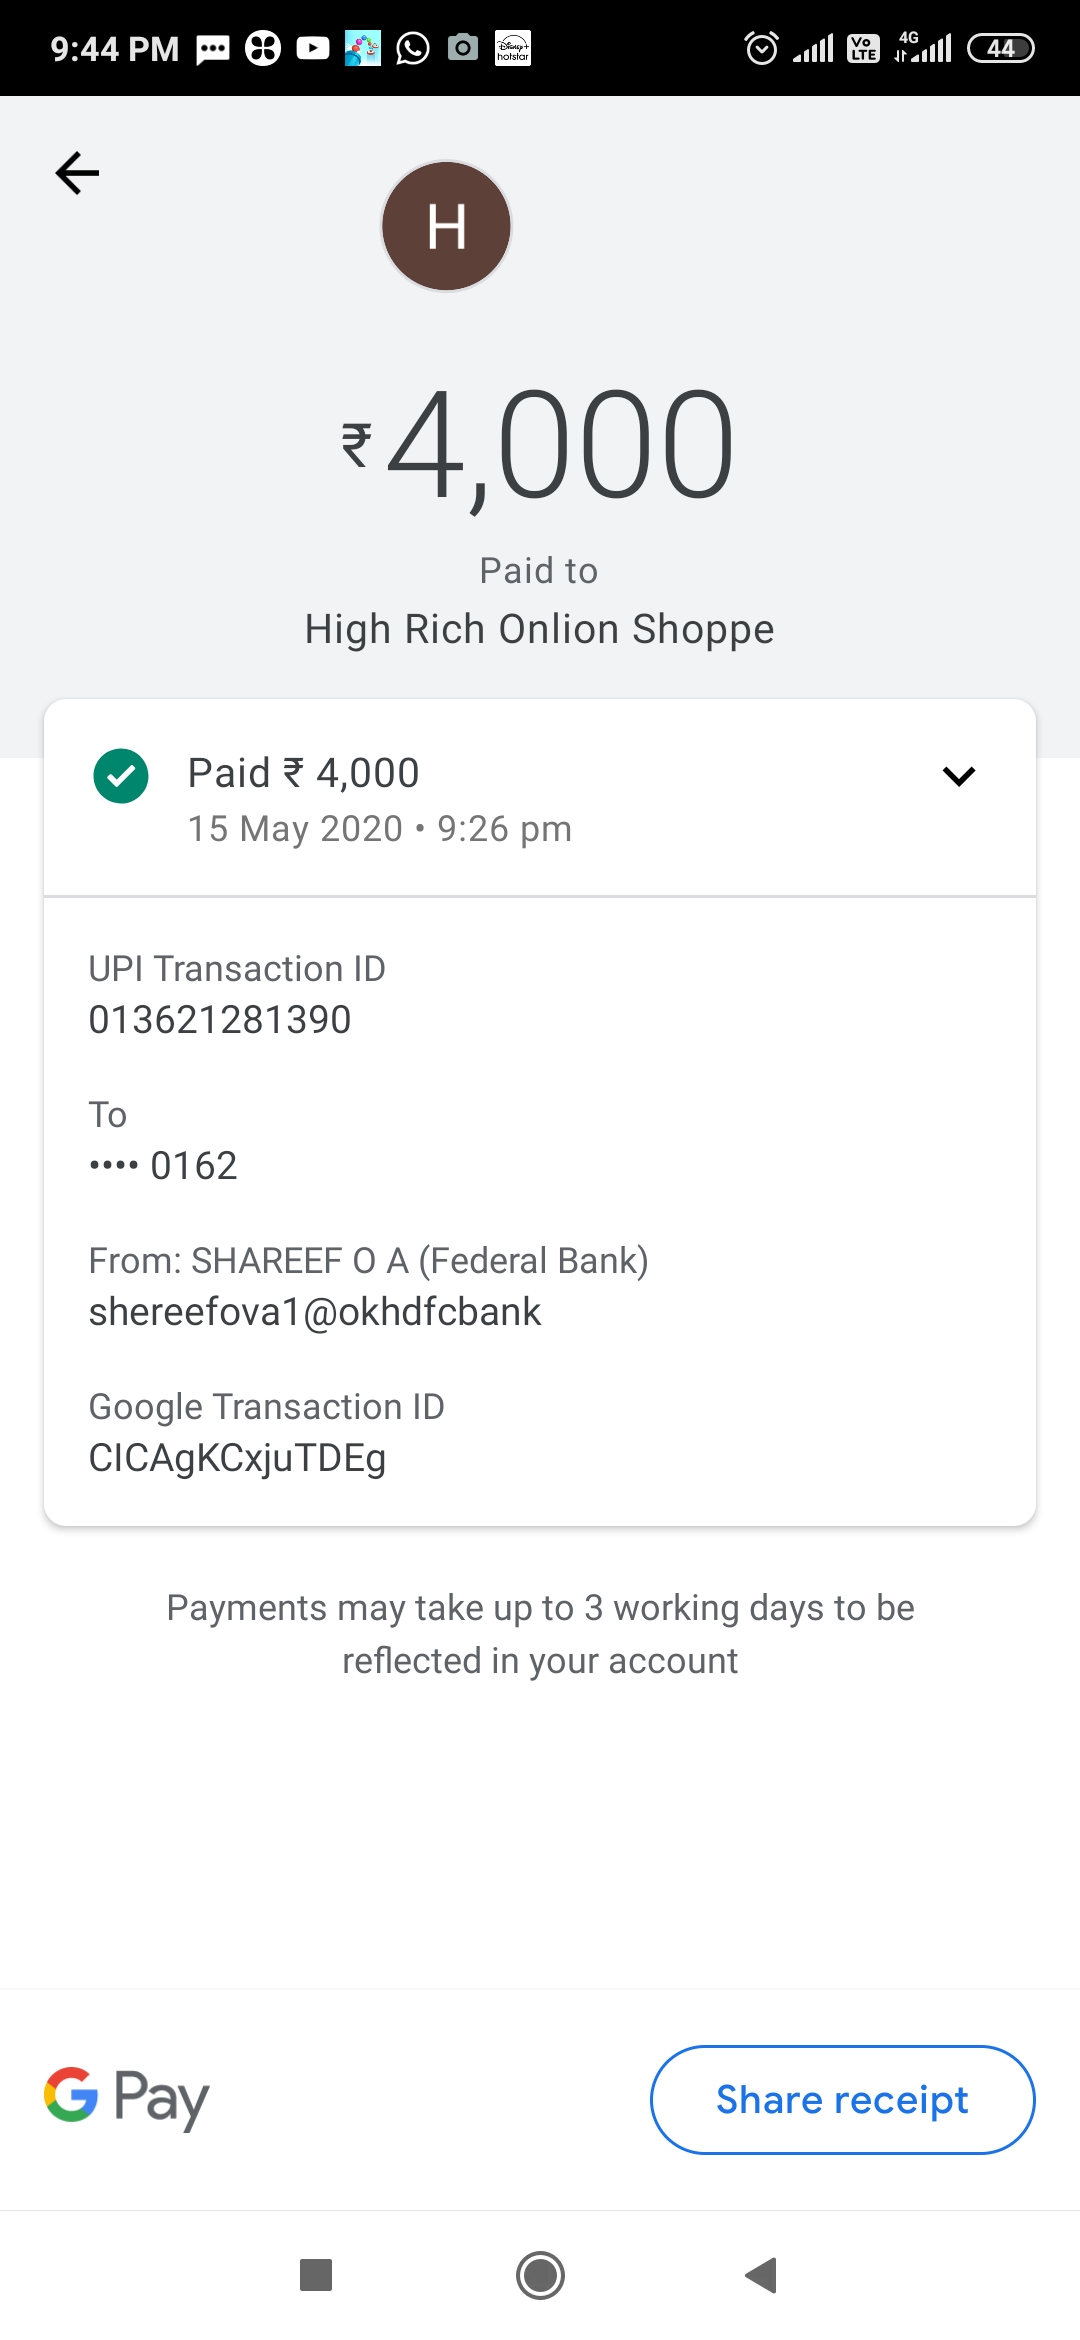 9:44 PM
Disney+
hotstar
Vo
LTE
4G
44
H
₹4,000
Paid to
High Rich Onlion Shoppe
Paid ₹ 4,000
15 May 2020 • 9:26 pm
UPI Transaction ID
013621281390
To
•••• 0162
From: SHAREEF O A (Federal Bank)
shereefova1@okhdfcbank
Google Transaction ID
CICAgKCxjuTDEg
Payments may take up to 3 working days to be
reflected in your account
G Pay
Share receipt